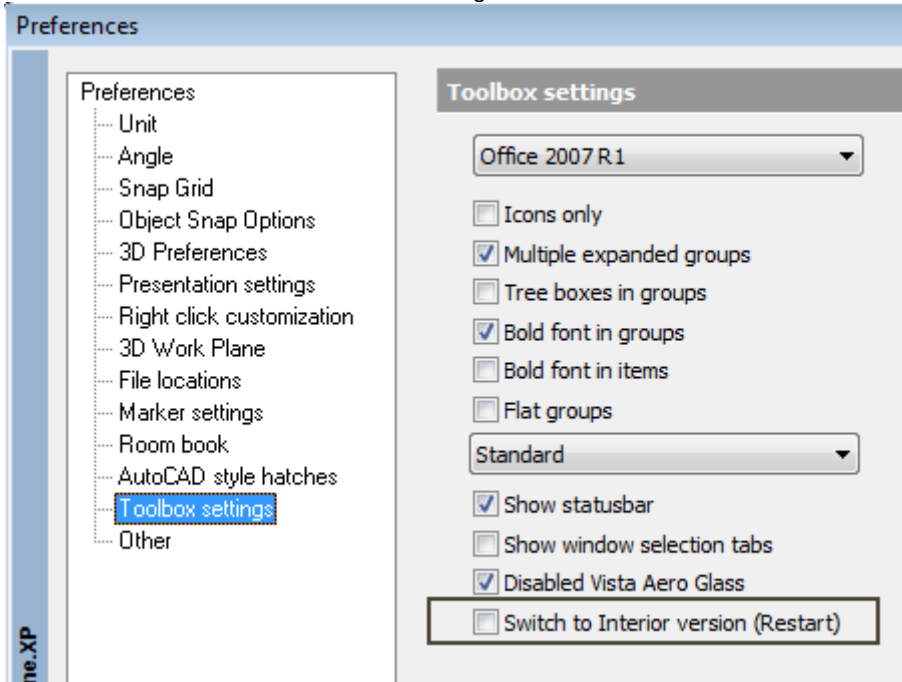 Preferences
Preferences
Unit
Angle
Snap Grid
Object Snap Options
3D Preferences
Presentation settings
Right click customization
3D Work Plane
File locations
Marker settings
Room book
AutoCAD style hatches
Toolbox settings
Other
ne.XP
Toolbox settings
Office 2007 R1
Icons only
Multiple expanded groups
Tree boxes in groups
Bold font in groups
Bold font in items
Flat groups
Standard
Show statusbar
Show window selection tabs
Disabled Vista Aero Glass
Switch to Interior version (Restart)